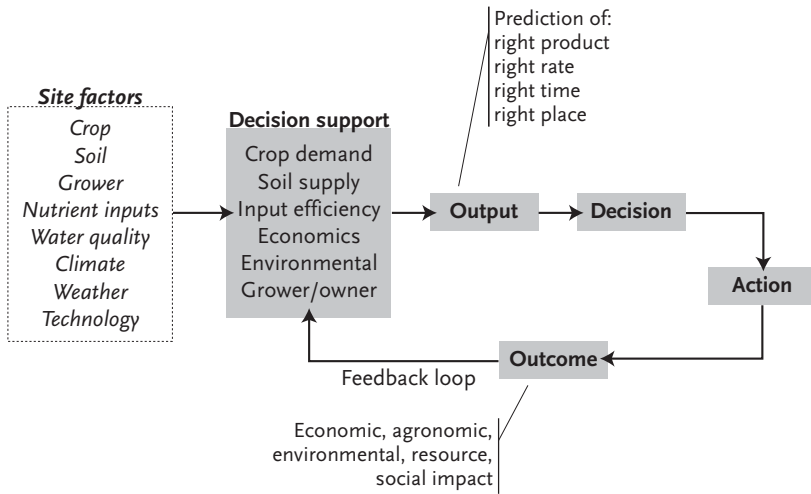 Prediction of:
right product
right rate
right time
right place
Site factors
Crop
Soil
Grower
Nutrient inputs
Water quality
Climate
Weather
Technology
Decision support
Crop demand
Soil supply
Input efficiency
Economics
Environmental
Grower/owner
Output
Decision
Action
Outcome
Feedback loop
Economic, agronomic,
environmental, resource,
social impact